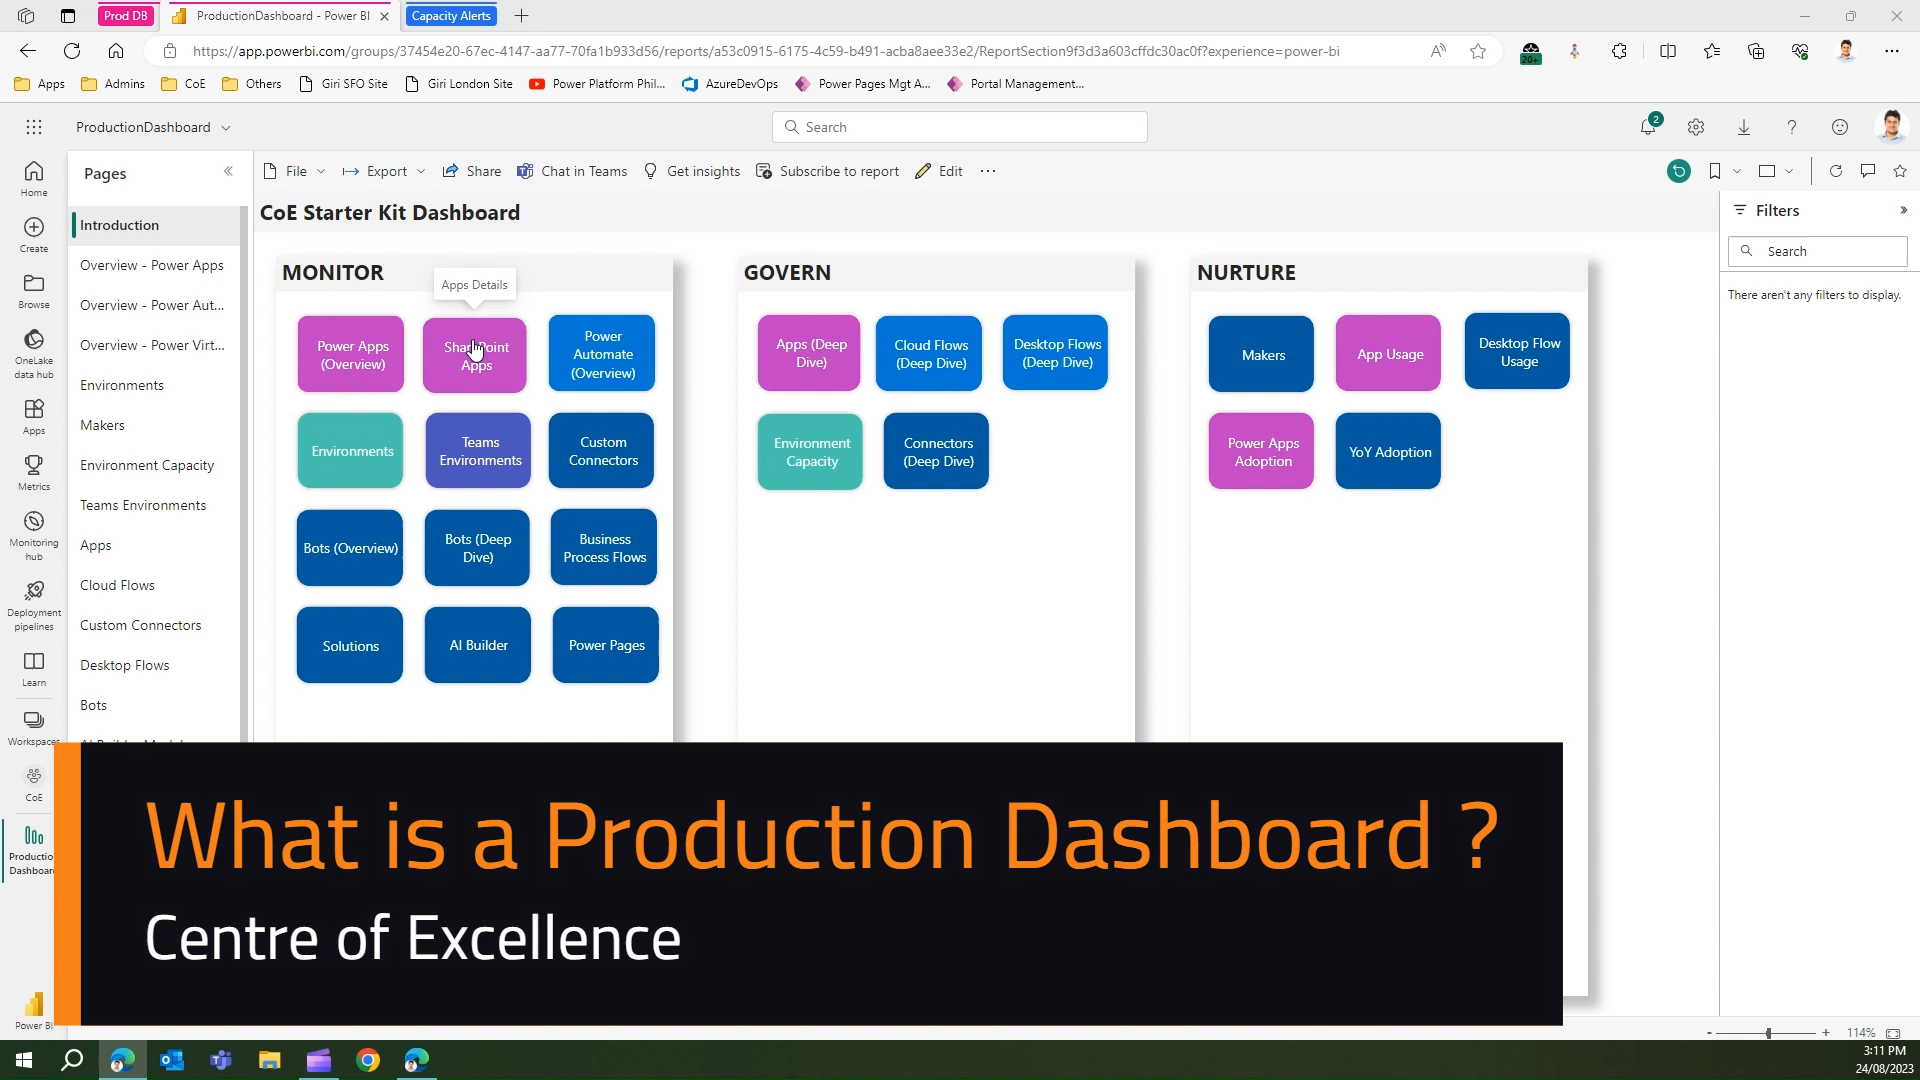 Prod DB
ProductionDashboard - Power BI
Capacity Alerts
https://app.powerbi.com/groups/37454e20-67ec-4147-aa77-70fa1b933d56/reports/a53c0915-6175-4c59-b491-acba8aee33e2/ReportSection9f3d3a603cffdc30ac0f?experience=power-bi
20+
Apps
Admins
CoE
Others
Giri SFO Site
Giri London Site
Power Platform Phil...
AzureDevOps
Power Pages Mgt A...
Portal Management...
ProductionDashboard
Search
2
Home
Create
Browse
OneLake
data hub
Apps
Metrics
Monitoring
hub
Deployment
pipelines
Learn
Workspaces
CoE
Productio
Dashboar
Power BI
Pages
Introduction
Overview - Power Apps
Overview - Power Aut...
Overview - Power Virt...
Environments
Makers
Environment Capacity
Teams Environments
Apps
Cloud Flows
Custom Connectors
Desktop Flows
Bots
File
Export
Share
Chat in Teams
Get insights
Subscribe to report
Edit
CoE Starter Kit Dashboard
MONITOR
Apps Details
Power Apps
(Overview)
Apps
Power
Automate
(Overview)
Environments
Teams
Environments
Custom
Connectors
Bots (Overview)
Bots (Deep
Dive)
Business
Process Flows
Solutions
AI Builder
Power Pages
GOVERN
Apps (Deep
Dive)
Cloud Flows
(Deep Dive)
Desktop Flows
(Deep Dive)
Environment
Capacity
Connectors
(Deep Dive)
NURTURE
Makers
App Usage
Desktop Flow
Usage
Power Apps
Adoption
YoY Adoption
Filters
Search
There aren't any filters to display.
What is a Production Dashboard ?
Centre of Excellence
- + 114%
3:11 PM
24/08/2023